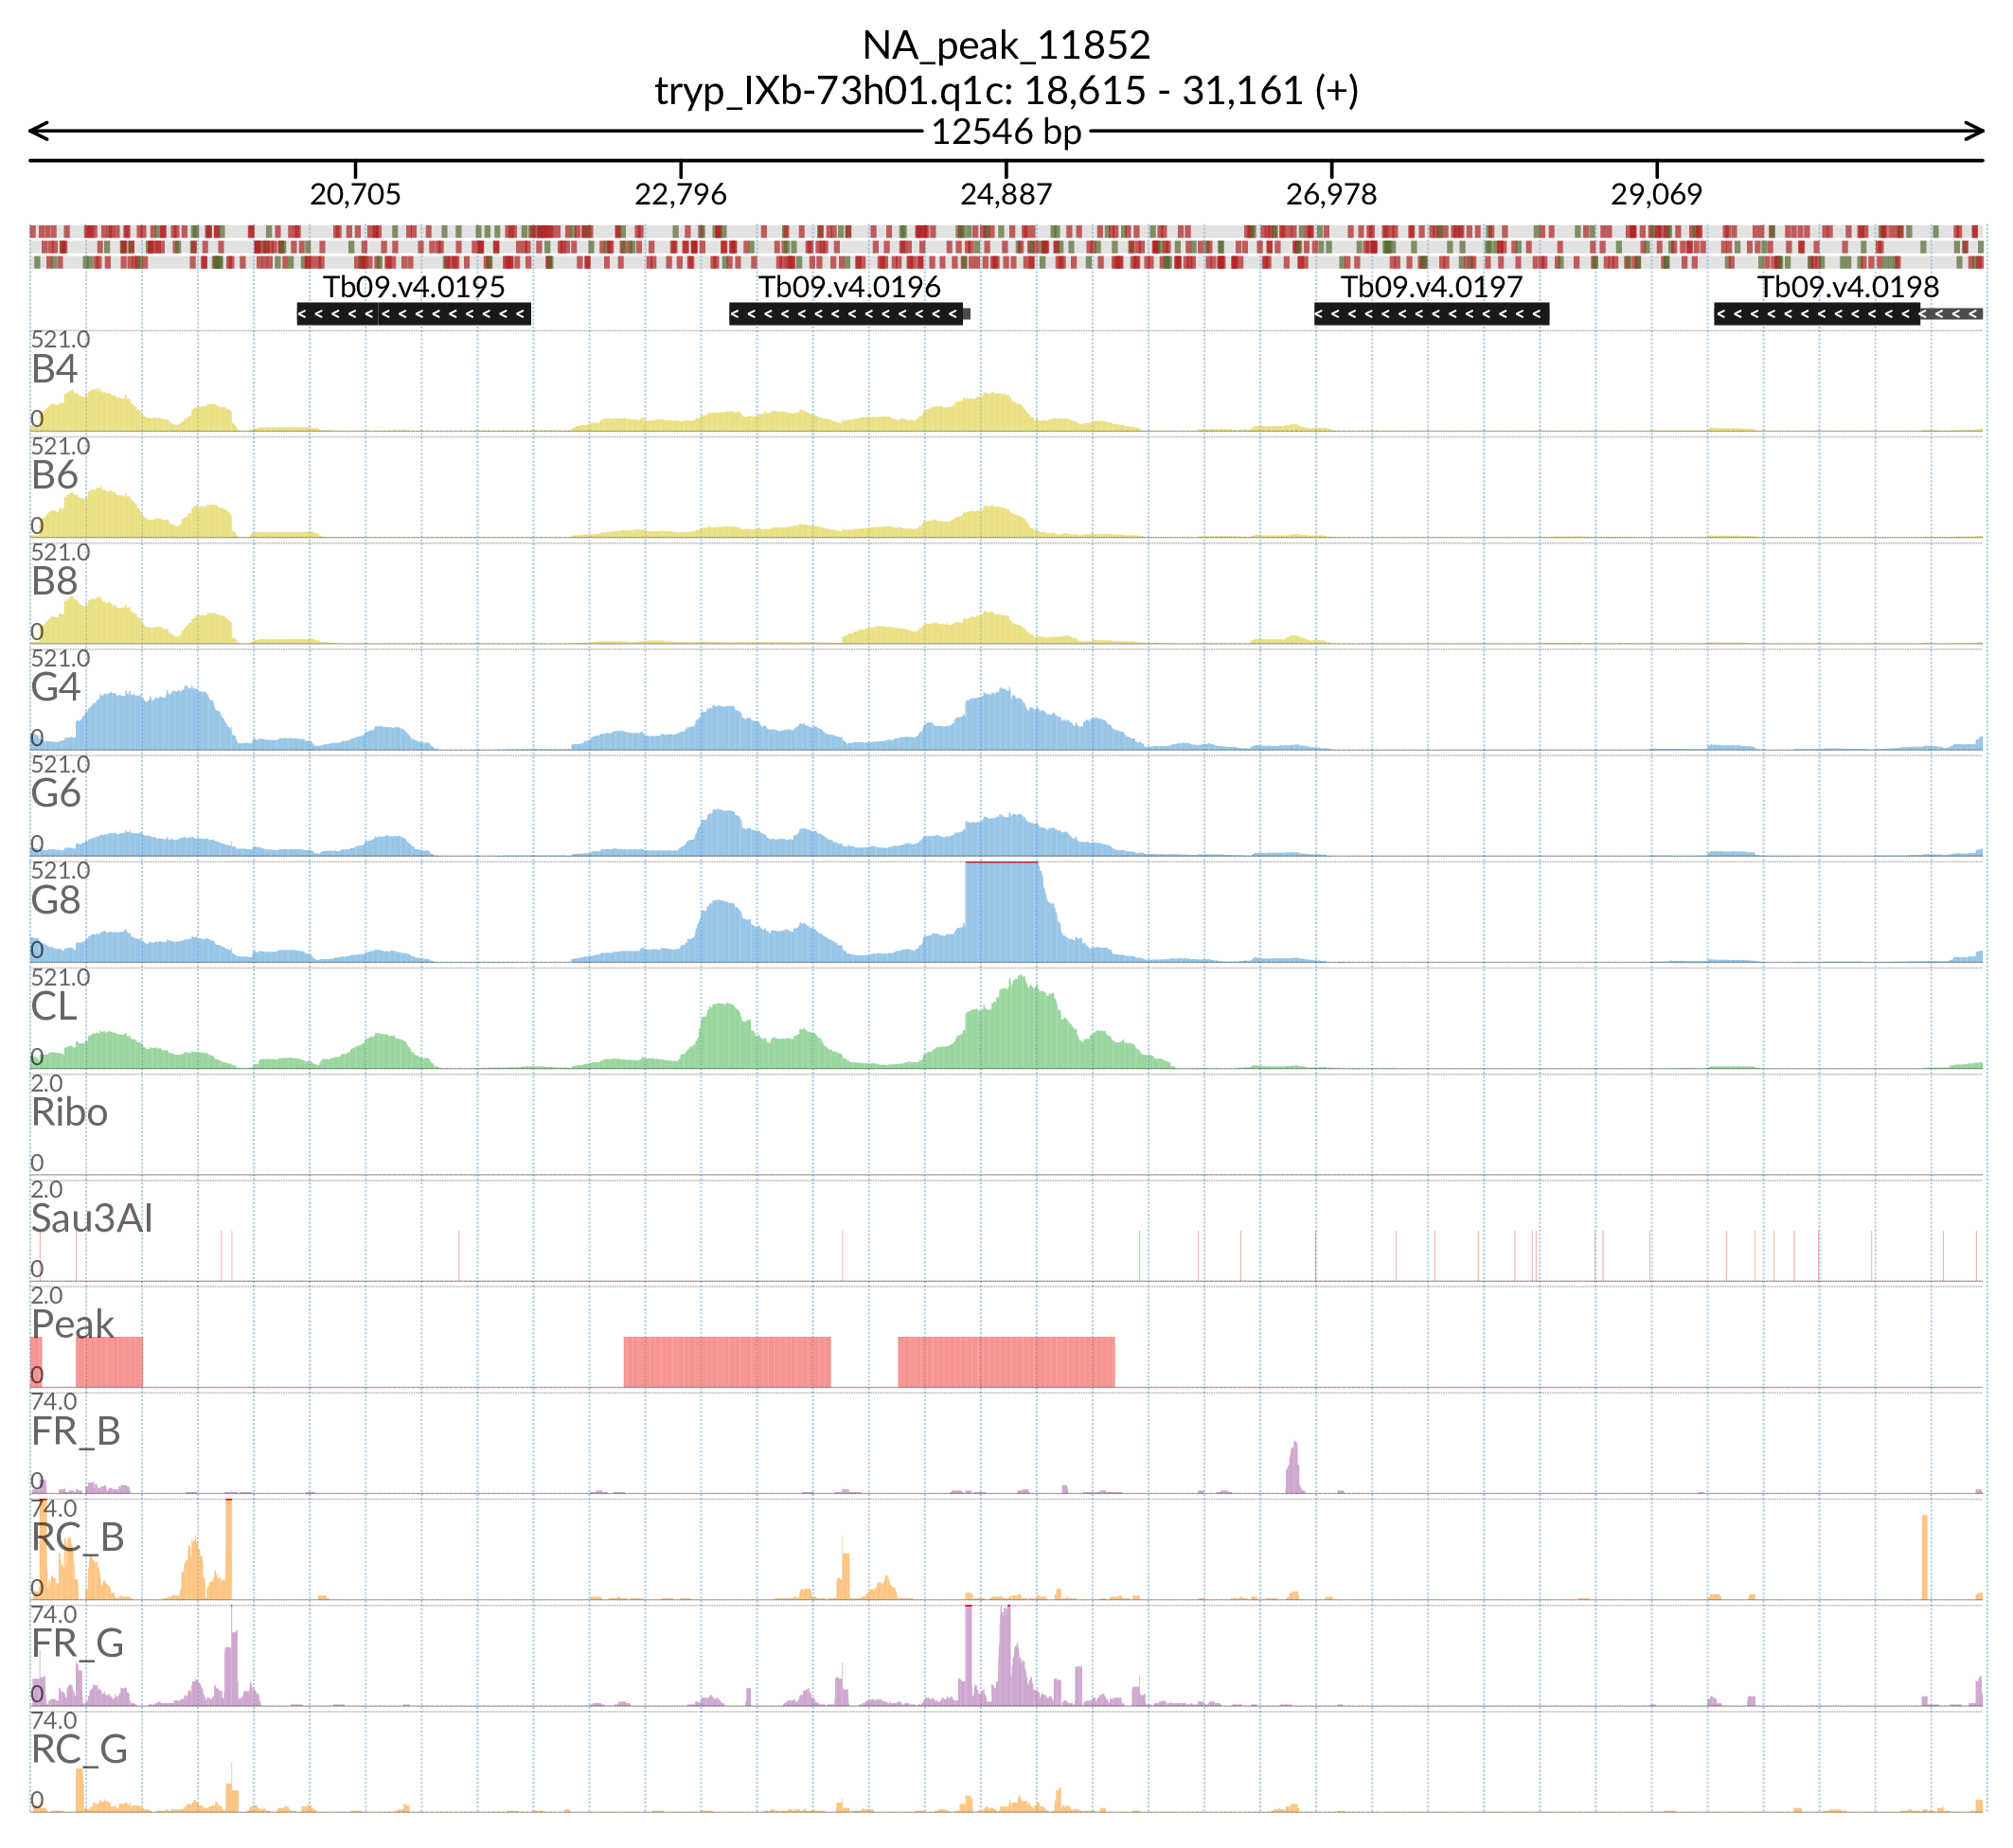 NA_peak_11852
tryp_IXb-73h01.q1c: 18,615 - 31,161 (+)
12546 bp
20,705 22,796 24,887 26,978 29,069
Tb09.v4.0195 Tb09.v4.0196 Tb09.v4.0197 Tb09.v4.0198
521.0
B4
0
521.0
B6
0
521.0
B8
0
521.0
G4
0
521.0
G6
0
521.0
G8
0
521.0
CL
0
2.0
Ribo
0
2.0
Sau3AI
0
2.0
Peak
0
74.0
FR_B
0
74.0
RC_B
0
74.0
FR_G
0
74.0
RC_G
0